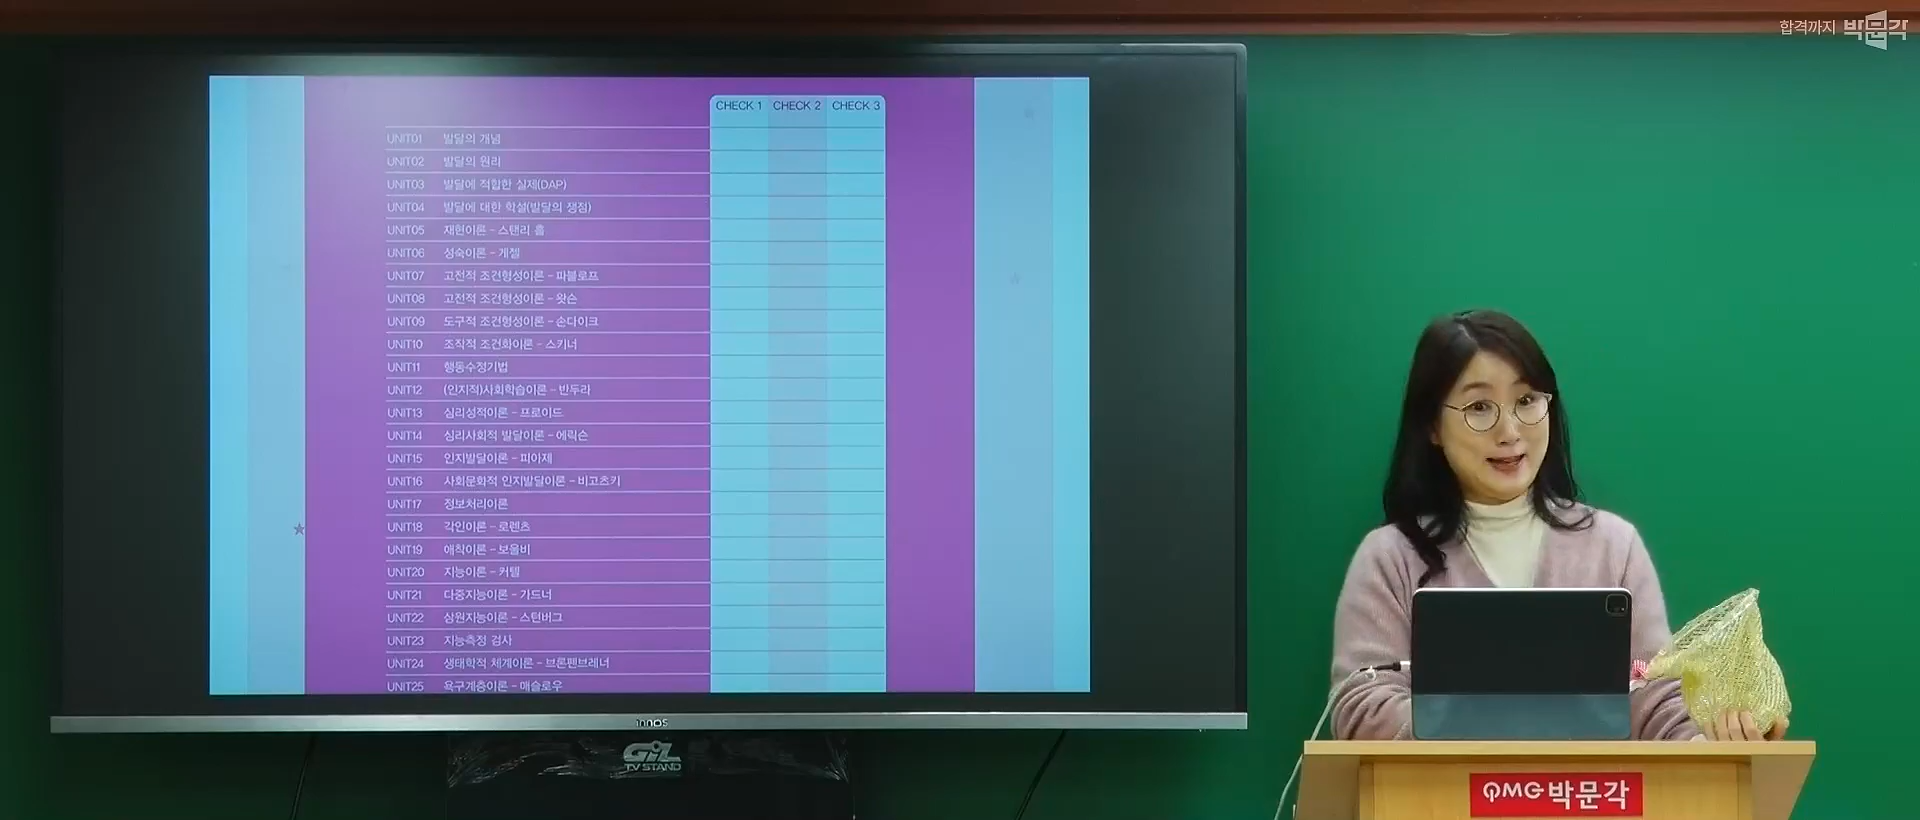 합격까지 박문각
CHECK 1 CHECK 2 CHECK 3
UNIT01 발달의 개념
UNIT02 발달의 원리
UNIT03 발달에 적합한 실제(DAP)
UNIT04 발달에 대한 학설(발달의 쟁점)
UNIT05 재현이론 - 스탠리 홀
UNIT06 성숙이론 - 게젤
UNIT07 고전적 조건형성이론 - 파블로프
UNIT08 고전적 조건형성이론 - 왓슨
UNIT09 도구적 조건형성이론 - 손다이크
UNIT10 조작적 조건화이론 - 스키너
UNIT11 행동수정기법
UNIT12 (인지적)사회학습이론 - 반두라
UNIT13 심리성적이론 - 프로이드
UNIT14 심리사회적 발달이론 - 에릭슨
UNIT15 인지발달이론 - 피아제
UNIT16 사회문화적 인지발달이론 - 비고츠키
UNIT17 정보처리이론
UNIT18 각인이론 - 로렌츠
UNIT19 애착이론 - 보울비
UNIT20 지능이론 - 커텔
UNIT21 다중지능이론 - 가드너
UNIT22 삼원지능이론 - 스턴버그
UNIT23 지능측정 검사
UNIT24 생태학적 체계이론 - 브론펜브레너
UNIT25 욕구계층이론 - 매슬로우
innos
GIL
TV STAND
PMG 박문각